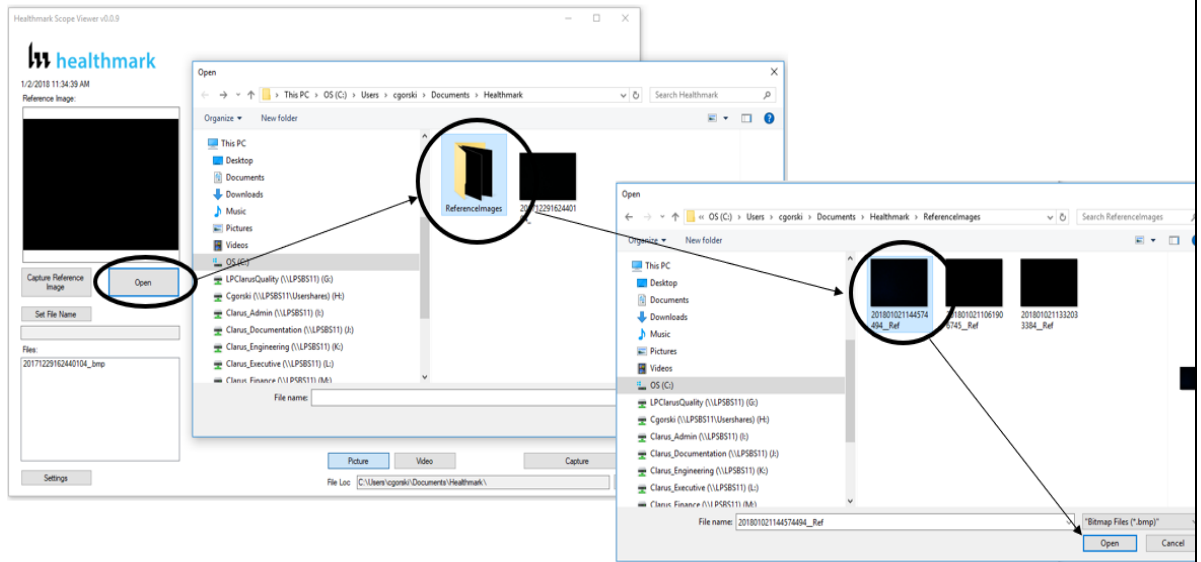 Healthmark Scope Viewer v0.0.9
healthmark
1/2/2018 11:34:39 AM
Reference Image:
Capture Reference
Image
Open
Set File Name
Files:
20171229162440104_.bmp
Settings
Picture
Video
Capture
File Loc
C:\Users\cgorski\Documents\Healthmark\
Open
This PC > OS (C:) > Users > cgorski > Documents > Healthmark
Search Healthmark
Organize
New folder
This PC
Desktop
Documents
Downloads
Music
Pictures
Videos
OS (C:)
LPClarusQuality (\\LPSBS11) (G:)
Cgorski (\\LPSBS11\Usershares) (H:)
Clarus_Admin (\\LPSBS11) (I:)
Clarus_Documentation (\\LPSBS11) (J:)
Clarus_Engineering (\\LPSBS11) (K:)
Clarus_Executive (\\LPSBS11) (L:)
Clarus_Finance (\\LPSBS11) (M:)
ReferenceImages
File name:
Open
« OS (C:) > Users > cgorski > Documents > Healthmark > ReferenceImages
Search ReferenceImages
Organize
New folder
This PC
Desktop
Documents
Downloads
Music
Pictures
Videos
OS (C:)
LPClarusQuality (\\LPSBS11) (G:)
Cgorski (\\LPSBS11\Usershares) (H:)
Clarus_Admin (\\LPSBS11) (I:)
Clarus_Documentation (\\LPSBS11) (J:)
Clarus_Engineering (\\LPSBS11) (K:)
Clarus_Executive (\\LPSBS11) (L:)
Clarus_Finance (\\LPSBS11) (M:)
201801021144574
494__Ref
201801021133203
3384__Ref
File name:
201801021144574494__Ref
"Bitmap Files (*.bmp)"
Open
Cancel